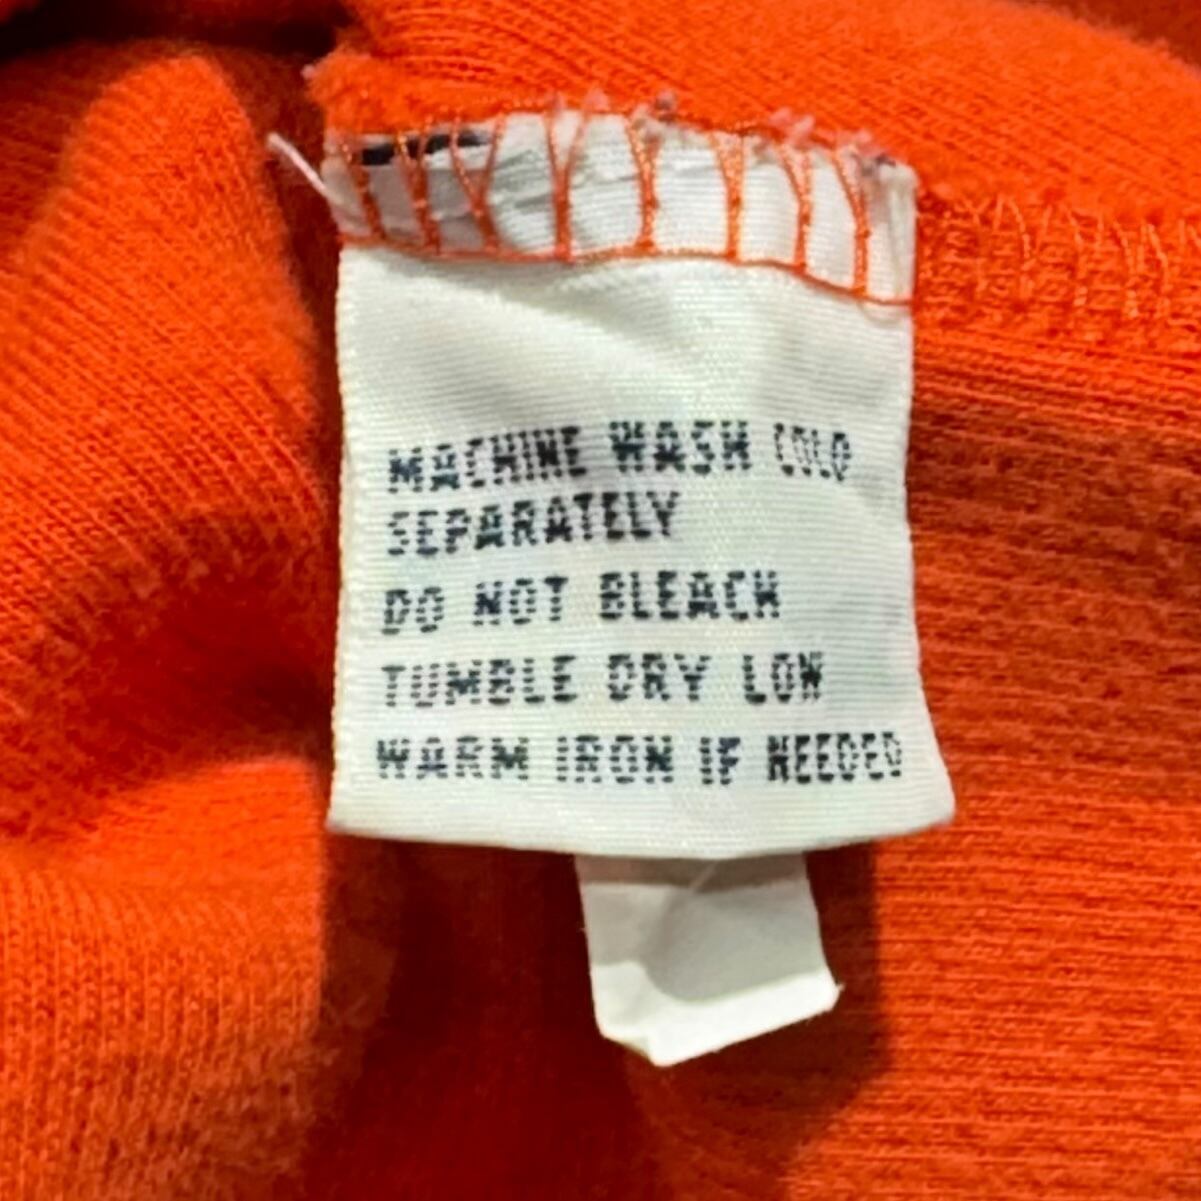 MACHINE WASH COLD
SEPARATELY
DO NOT BLEACH
TUMBLE DRY LOW
WARM IRON IF NEEDED